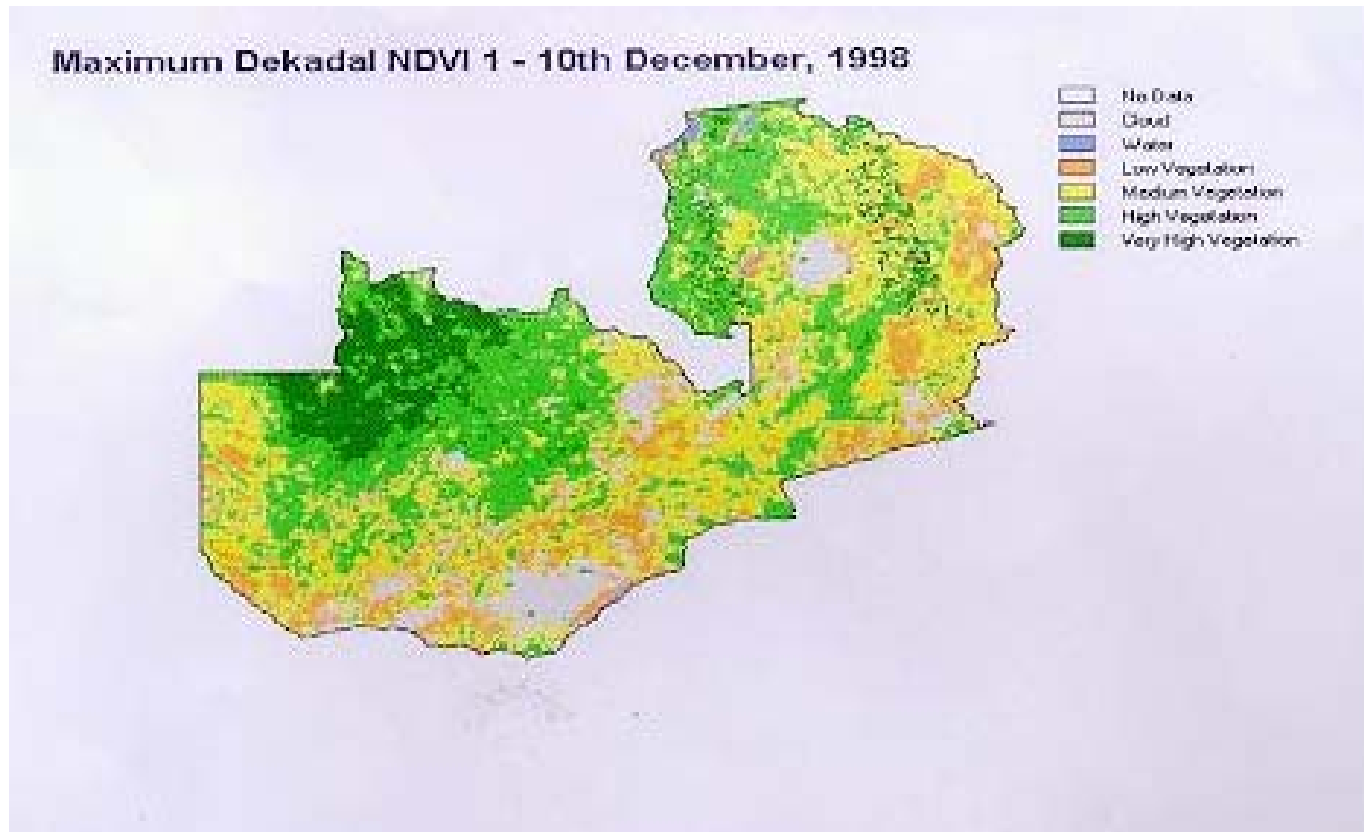 Maximum Dekadal NDVI 1 - 10th December, 1998
No Data
Cloud
Water
Low Vegetation
Medium Vegetation
High Vegetation
Very High Vegetation